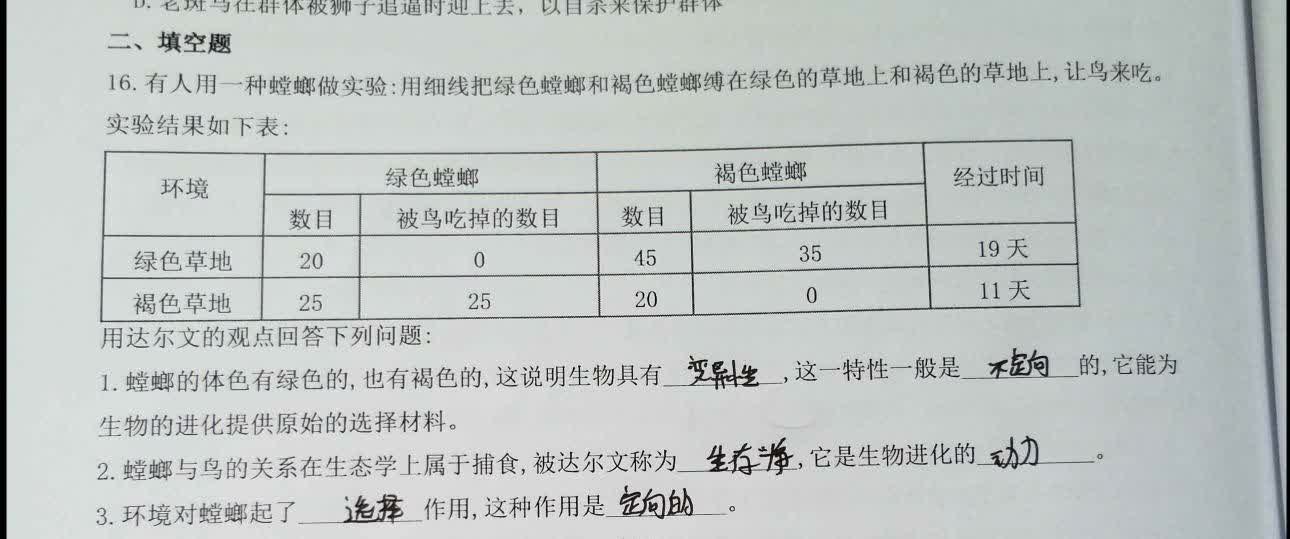 D. 老斑马在群体被狮子追逼时迎上去，以自杀来保护群体
二、填空题
16. 有人用一种螳螂做实验:用细线把绿色螳螂和褐色螳螂缚在绿色的草地上和褐色的草地上,让鸟来吃。
实验结果如下表:
环境 绿色螳螂 褐色螳螂 经过时间
数目 被鸟吃掉的数目 数目 被鸟吃掉的数目
绿色草地 20 0 45 35 19 天
褐色草地 25 25 20 0 11 天
用达尔文的观点回答下列问题:
1. 螳螂的体色有绿色的,也有褐色的,这说明生物具有 变异性 ,这一特性一般是 不定向 的,它能为
生物的进化提供原始的选择材料。
2. 螳螂与鸟的关系在生态学上属于捕食,被达尔文称为 生存斗争 ,它是生物进化的 动力 。
3. 环境对螳螂起了 选择 作用,这种作用是 定向的 。